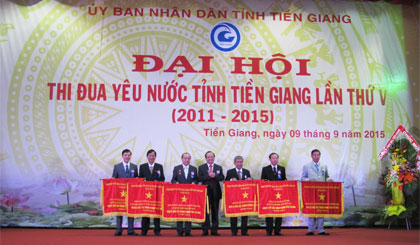 ỦY BAN NHÂN DÂN TỈNH TIỀN GIANG
ĐẠI HỘI
THI ĐUA YÊU NƯỚC TỈNH TIỀN GIANG LẦN THỨ V
(2011 - 2015)
Tiền Giang, ngày 09 tháng 9 năm 2015